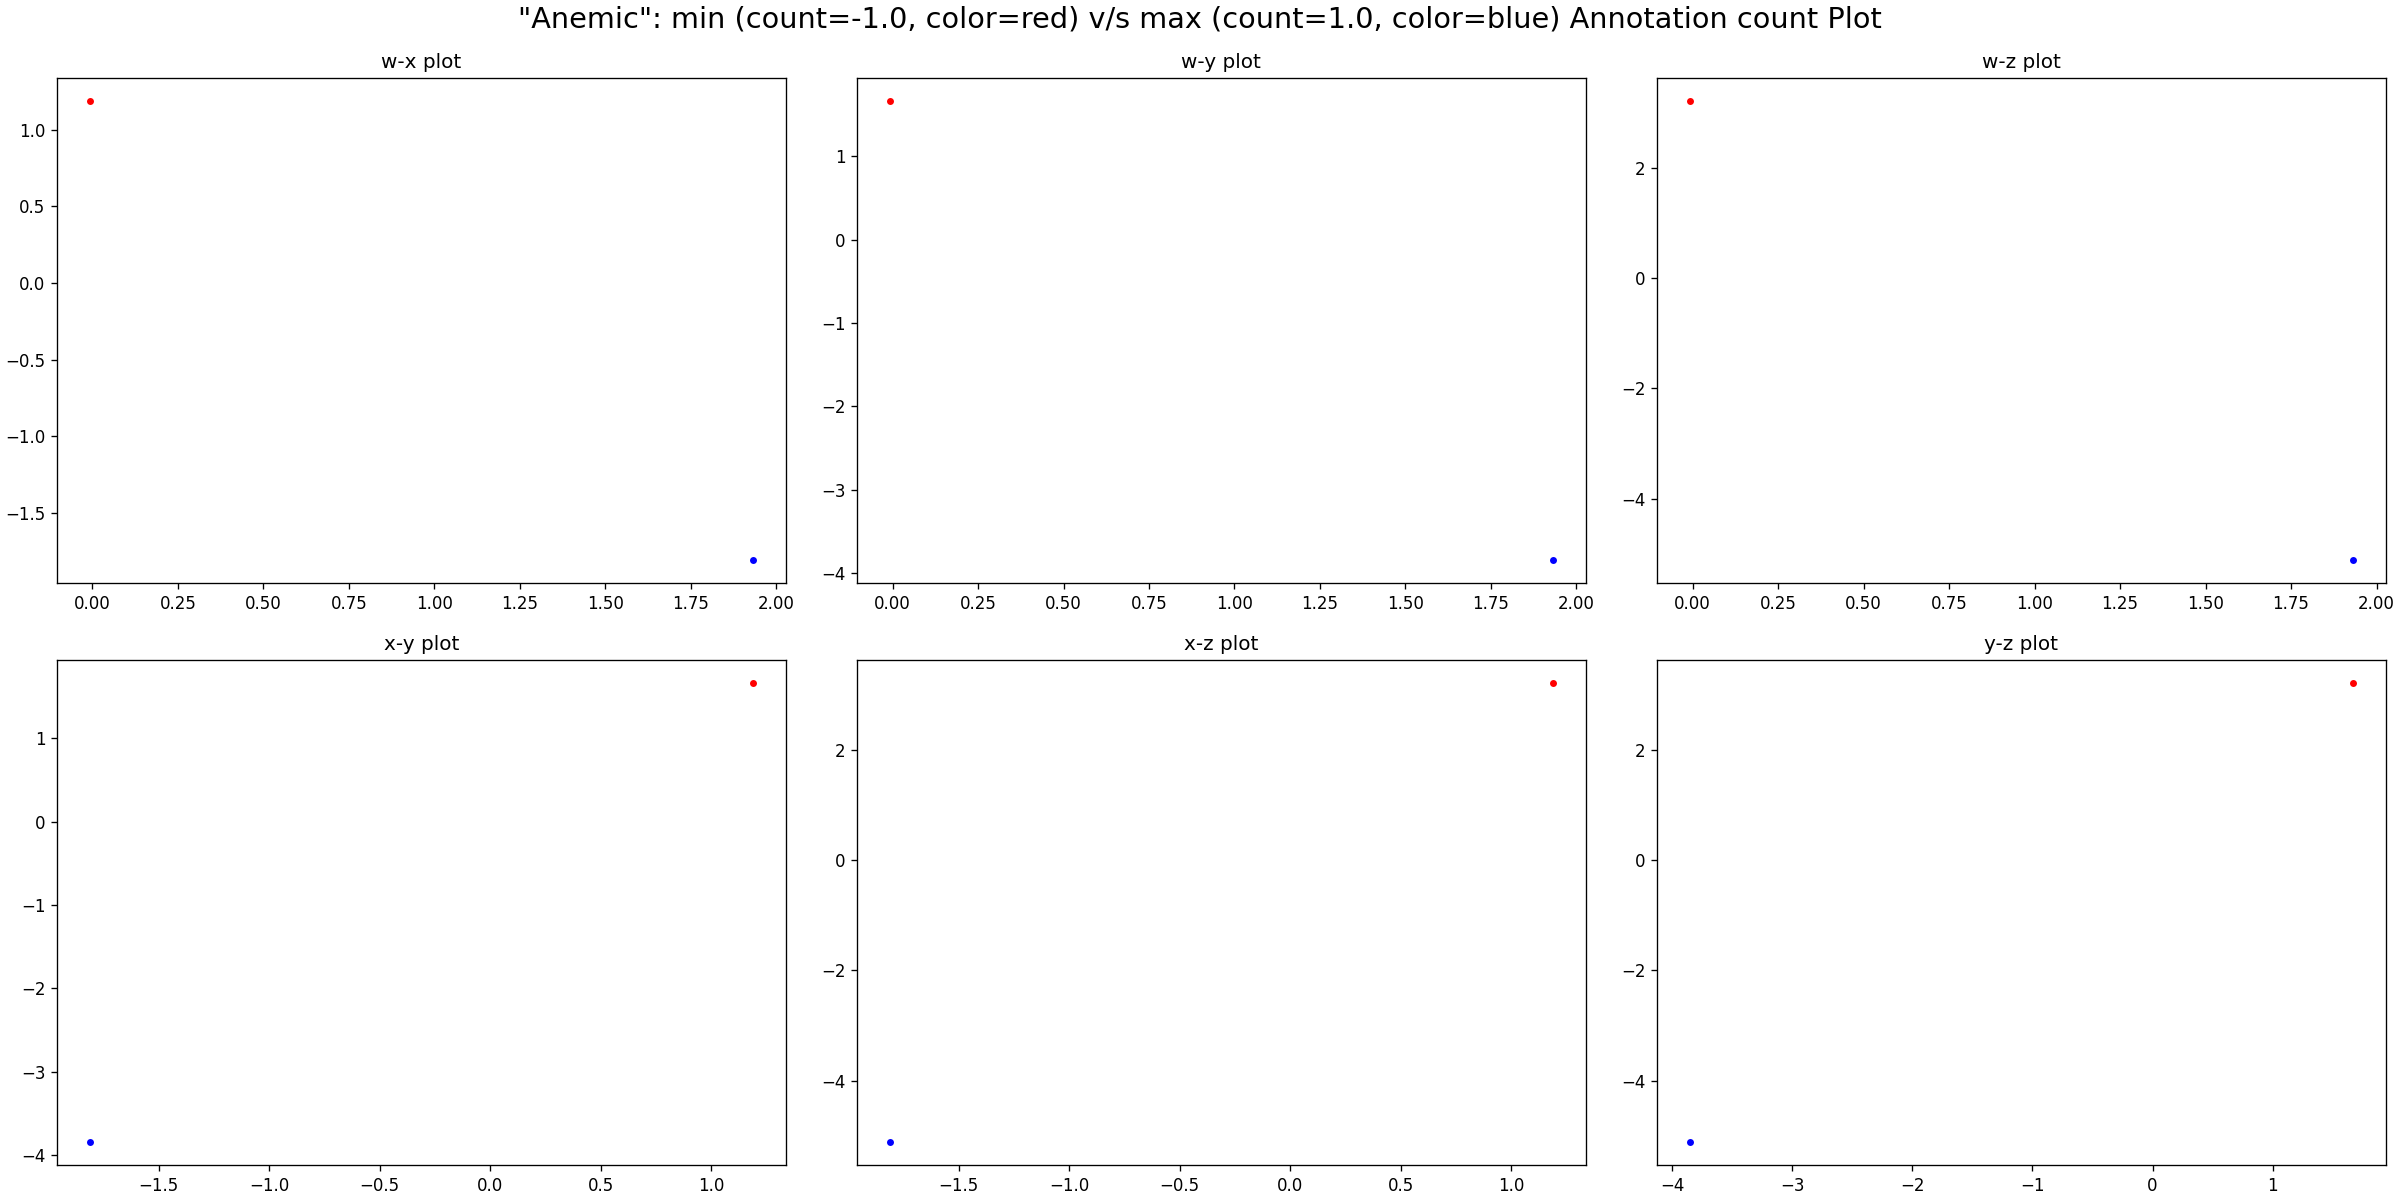 "Anemic": min (count=-1.0, color=red) v/s max (count=1.0, color=blue) Annotation count Plot
w-x plot
1.0
0.5
0.0
−0.5
−1.0
−1.5
0.00 0.25 0.50 0.75 1.00 1.25 1.50 1.75 2.00
w-y plot
1
0
−1
−2
−3
−4
0.00 0.25 0.50 0.75 1.00 1.25 1.50 1.75 2.00
w-z plot
2
0
−2
−4
0.00 0.25 0.50 0.75 1.00 1.25 1.50 1.75 2.00
x-y plot
1
0
−1
−2
−3
−4
−1.5 −1.0 −0.5 0.0 0.5 1.0
x-z plot
2
0
−2
−4
−1.5 −1.0 −0.5 0.0 0.5 1.0
y-z plot
2
0
−2
−4
−4 −3 −2 −1 0 1